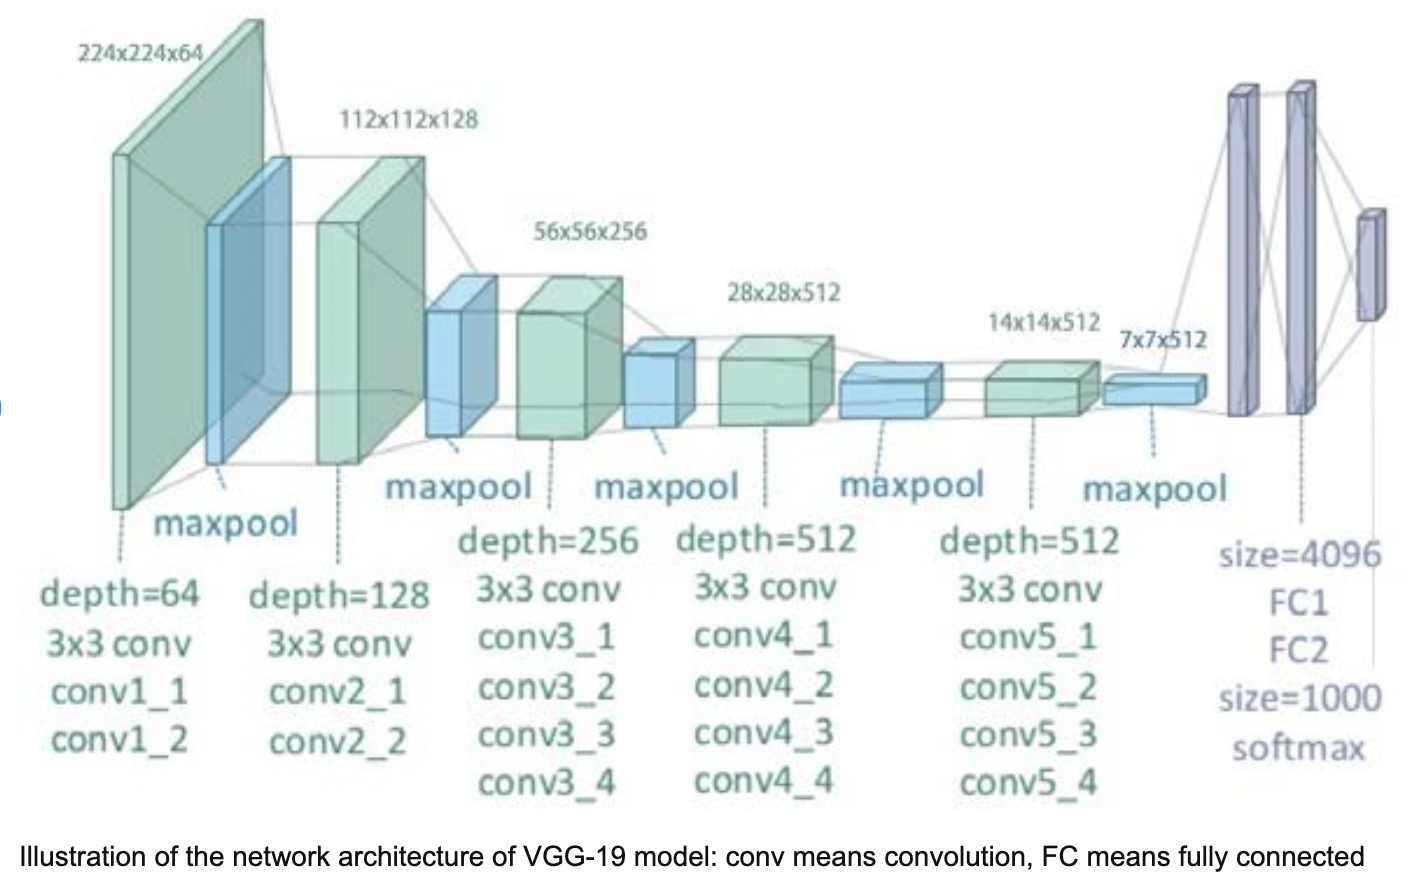 224x224x64
112x112x128
56x56x256
28x28x512
14x14x512
7x7x512
maxpool
maxpool
maxpool
maxpool
maxpool
depth=64
3x3 conv
conv1_1
conv1_2
depth=128
3x3 conv
conv2_1
conv2_2
depth=256
3x3 conv
conv3_1
conv3_2
conv3_3
conv3_4
depth=512
3x3 conv
conv4_1
conv4_2
conv4_3
conv4_4
depth=512
3x3 conv
conv5_1
conv5_2
conv5_3
conv5_4
size=4096
FC1
FC2
size=1000
softmax
Illustration of the network architecture of VGG-19 model: conv means convolution, FC means fully connected